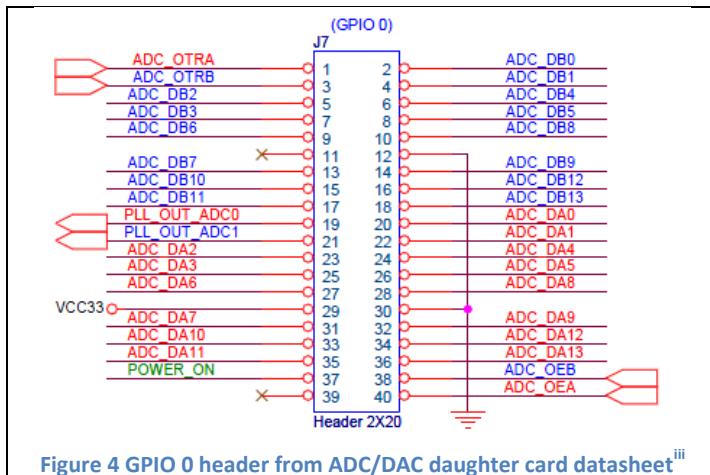 (GPIO 0)
J7
ADC_OTRA 1 2 ADC_DB0
ADC_OTRB 3 4 ADC_DB1
ADC_DB2 5 6 ADC_DB4
ADC_DB3 7 8 ADC_DB5
ADC_DB6 9 10 ADC_DB8
11 12
ADC_DB7 13 14 ADC_DB9
ADC_DB10 15 16 ADC_DB12
ADC_DB11 17 18 ADC_DB13
PLL_OUT_ADC0 19 20 ADC_DA0
PLL_OUT_ADC1 21 22 ADC_DA1
ADC_DA2 23 24 ADC_DA4
ADC_DA3 25 26 ADC_DA5
ADC_DA6 27 28 ADC_DA8
VCC33 29 30
ADC_DA7 31 32 ADC_DA9
ADC_DA10 33 34 ADC_DA12
ADC_DA11 35 36 ADC_DA13
POWER_ON 37 38 ADC_OEB
39 40 ADC_OEA
Header 2X20
Figure 4 GPIO 0 header from ADC/DAC daughter card datasheet iii